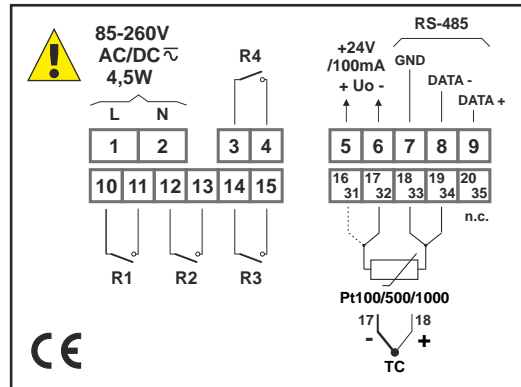 85-260V
AC/DC
4,5W
L N
R4
+24V
/100mA
+ Uo -
RS-485
GND
DATA -
DATA +
1 2 3 4 5 6 7 8 9
10 11 12 13 14 15
16 17 18 19 20
31 32 33 34 35
n.c.
R1 R2 R3
Pt100/500/1000
17 18
- +
TC
CE